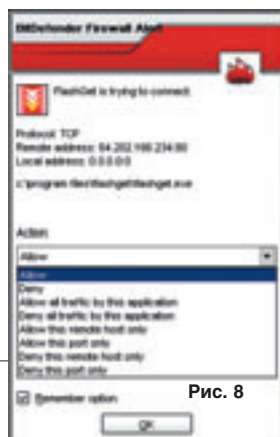 BitDefender Firewall Alert
FlashGet is trying to connect.
Protocol: TCP
Remote address: 64.202.168.234:80
Local address: 0.0.0.0:0
c:\program files\flashget\flashget.exe
Action:
Allow
Allow
Deny
Allow all traffic by this application
Deny all traffic by this application
Allow this remote host only
Allow this port only
Deny this remote host only
Deny this port only
Remember option
OK
Рис. 8